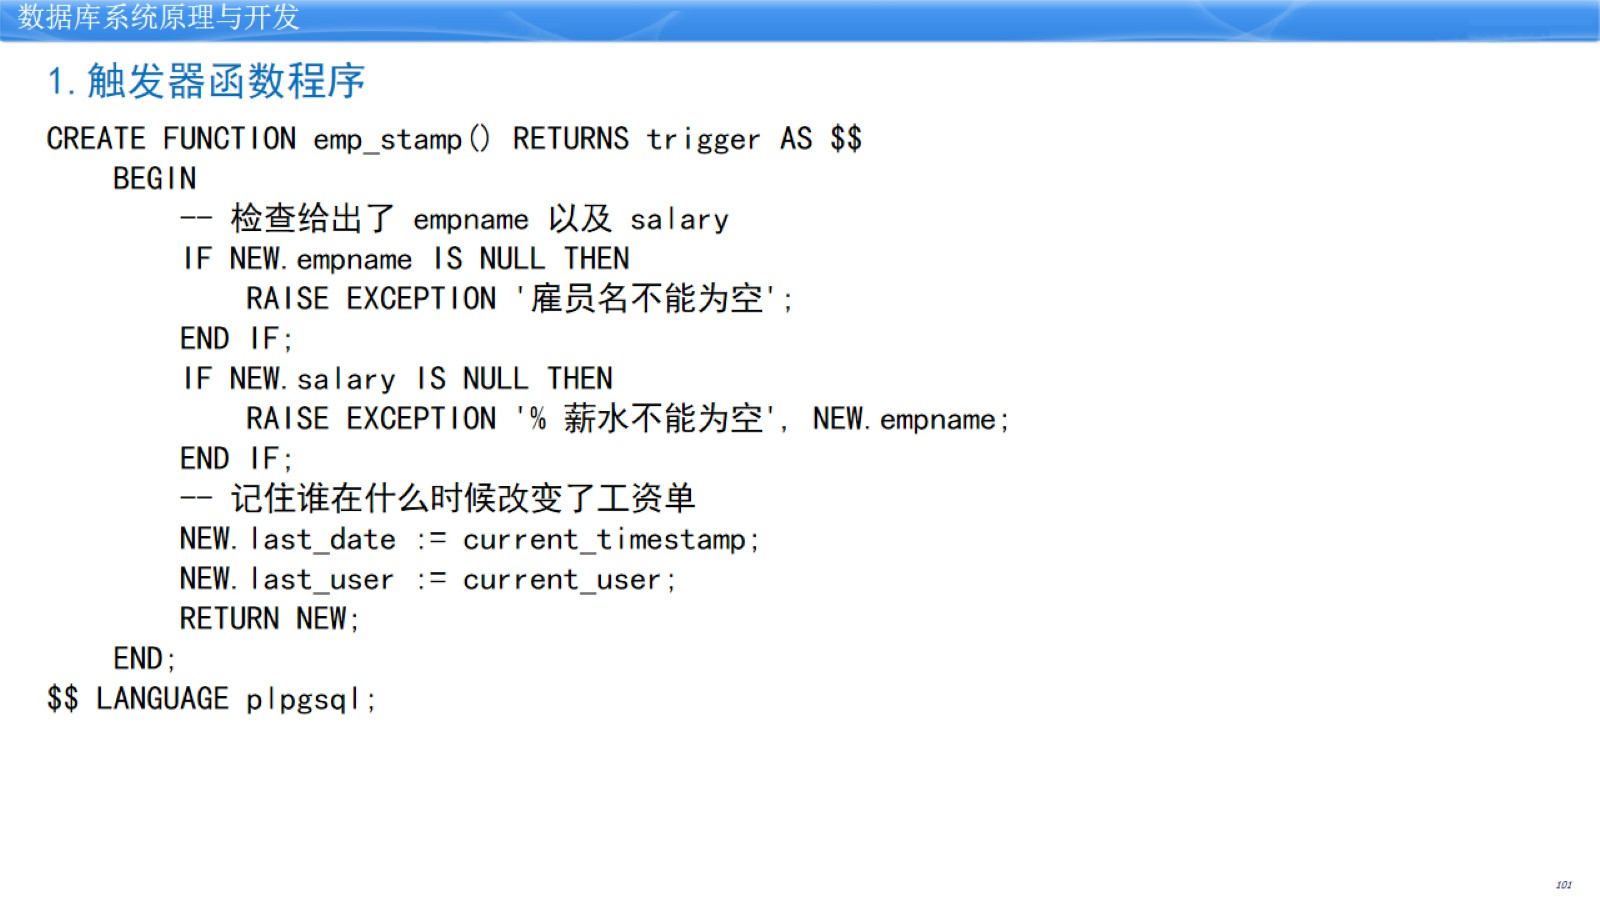 数据库系统原理与开发
1.触发器函数程序
CREATE FUNCTION emp_stamp() RETURNS trigger AS $$
BEGIN
-- 检查给出了 empname 以及 salary
IF NEW.empname IS NULL THEN
RAISE EXCEPTION '雇员名不能为空';
END IF;
IF NEW.salary IS NULL THEN
RAISE EXCEPTION '% 薪水不能为空', NEW.empname;
END IF;
-- 记住谁在什么时候改变了工资单
NEW.last_date := current_timestamp;
NEW.last_user := current_user;
RETURN NEW;
END;
$$ LANGUAGE plpgsql;
101